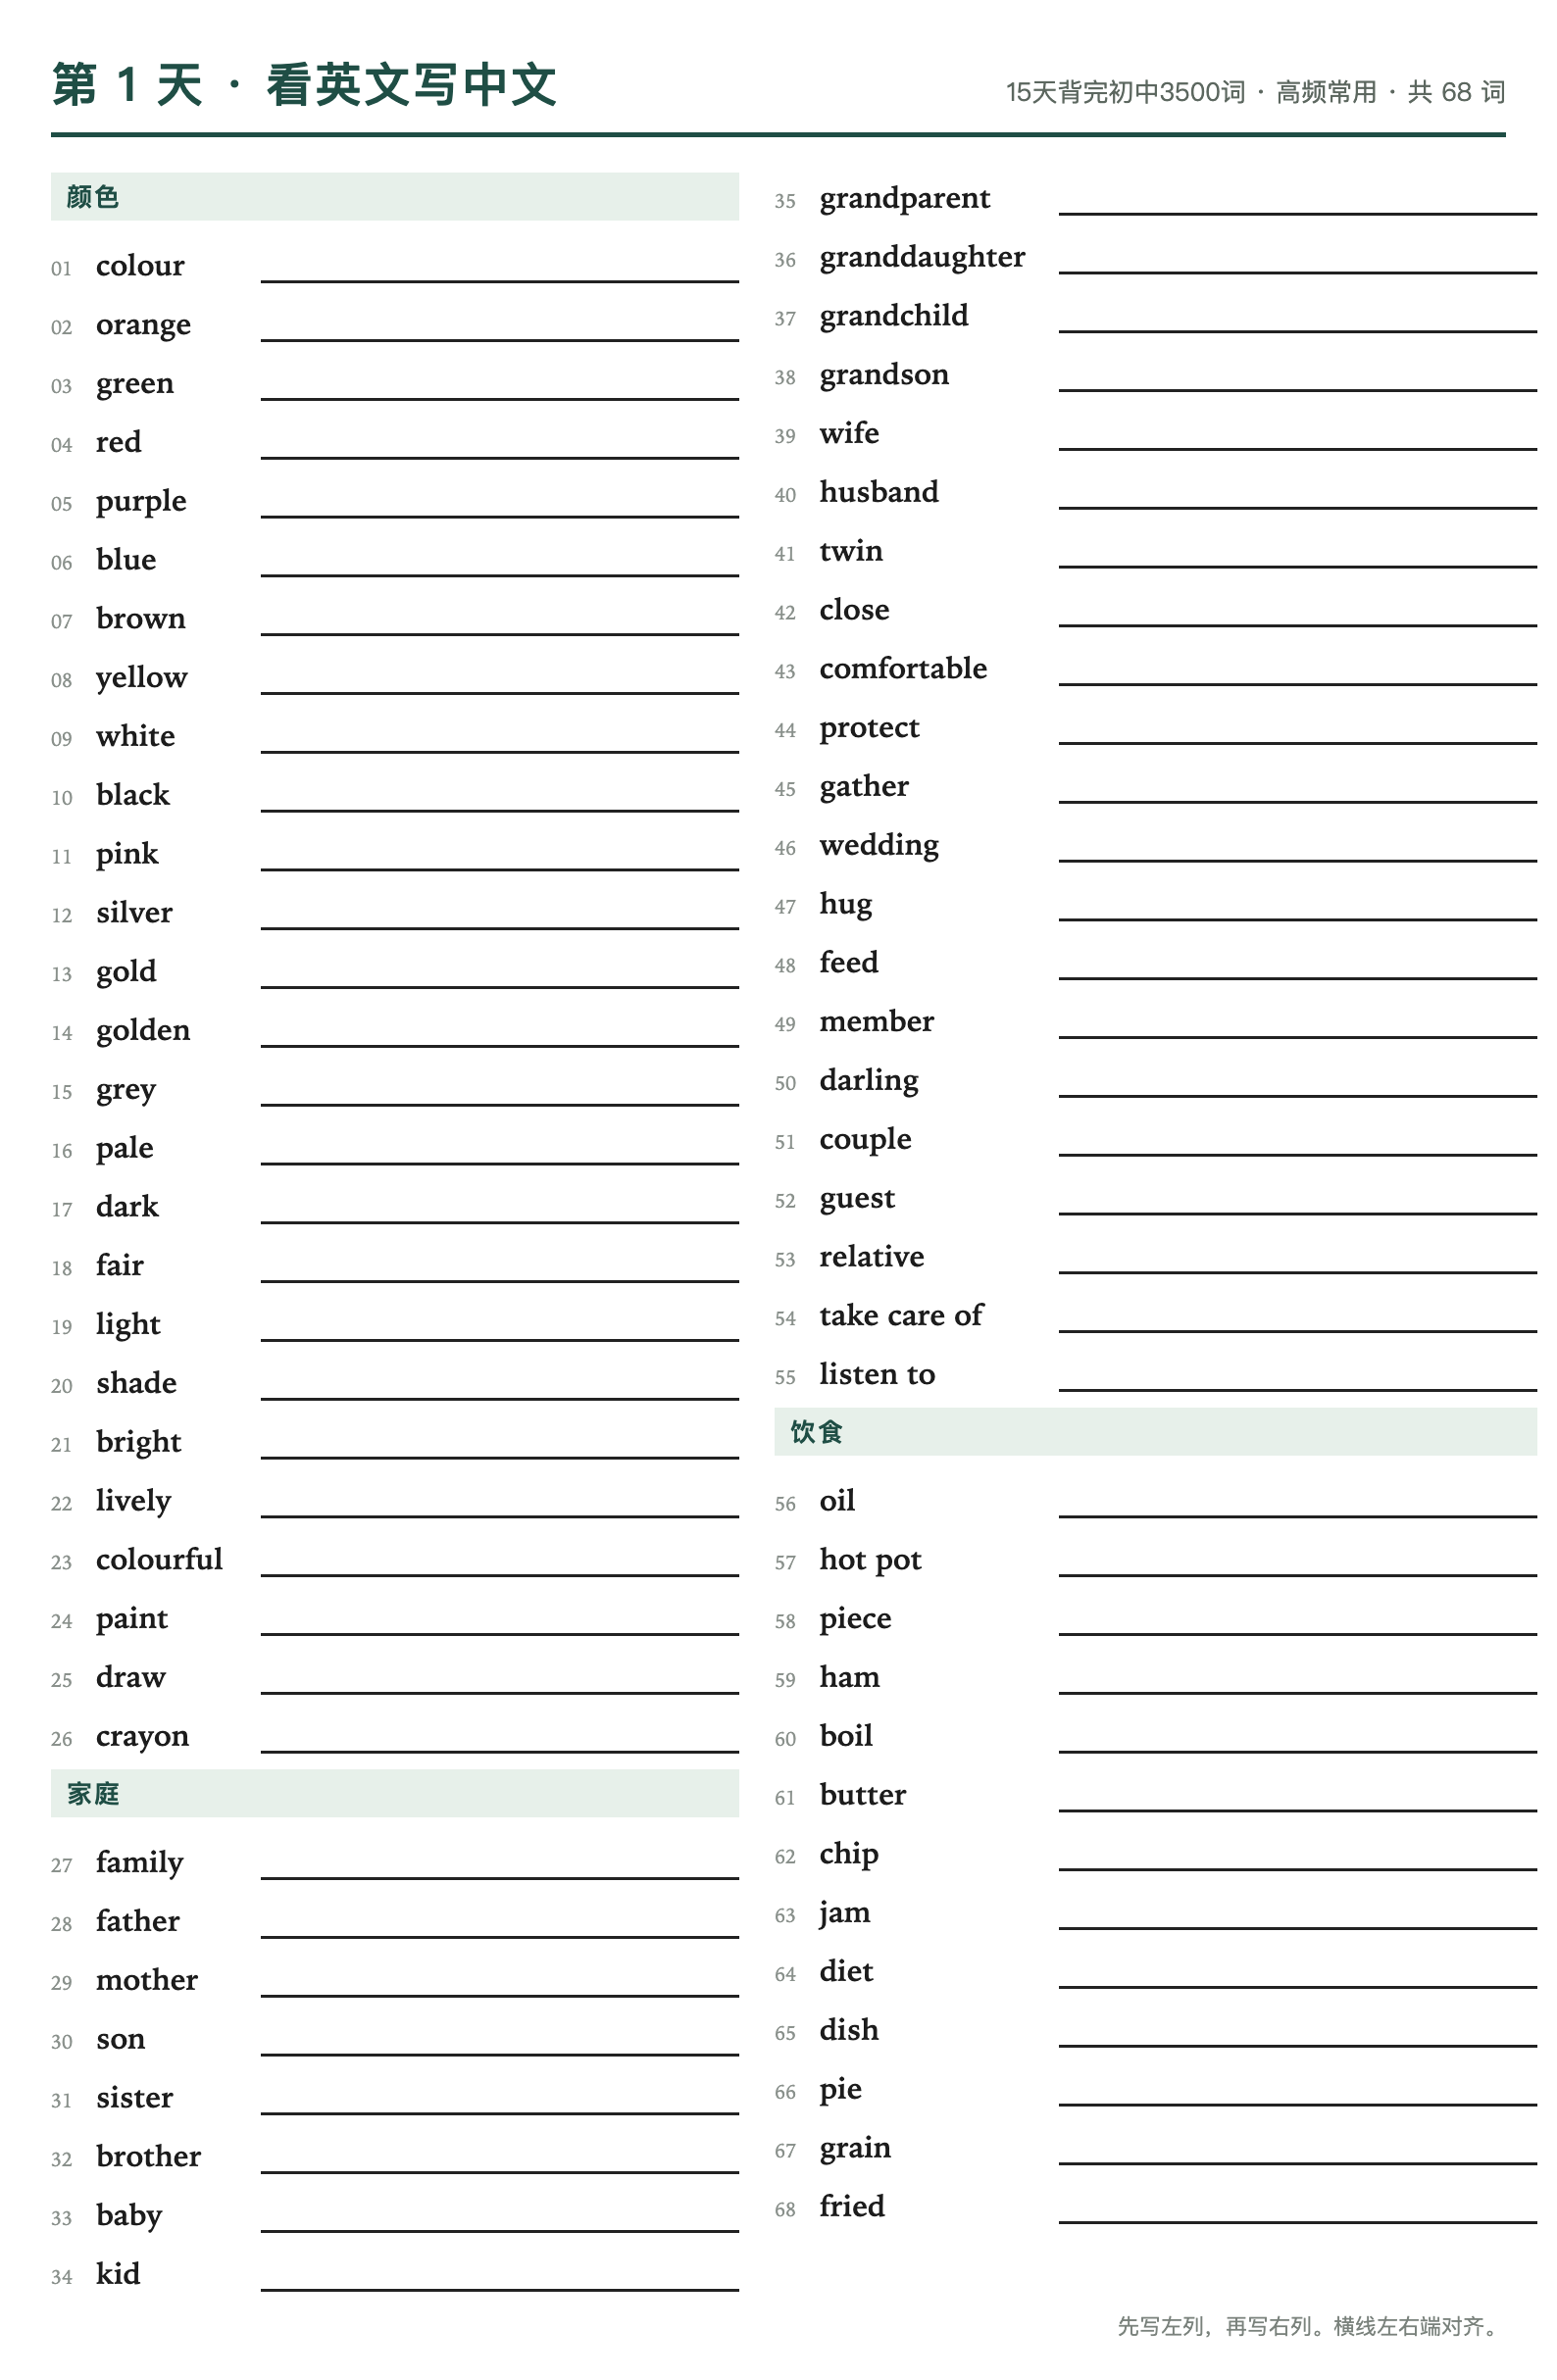 第 1 天 · 看英文写中文
15天背完初中3500词 · 高频常用 · 共 68 词
颜色
01 colour
02 orange
03 green
04 red
05 purple
06 blue
07 brown
08 yellow
09 white
10 black
11 pink
12 silver
13 gold
14 golden
15 grey
16 pale
17 dark
18 fair
19 light
20 shade
21 bright
22 lively
23 colourful
24 paint
25 draw
26 crayon
家庭
27 family
28 father
29 mother
30 son
31 sister
32 brother
33 baby
34 kid
35 grandparent
36 granddaughter
37 grandchild
38 grandson
39 wife
40 husband
41 twin
42 close
43 comfortable
44 protect
45 gather
46 wedding
47 hug
48 feed
49 member
50 darling
51 couple
52 guest
53 relative
54 take care of
55 listen to
饮食
56 oil
57 hot pot
58 piece
59 ham
60 boil
61 butter
62 chip
63 jam
64 diet
65 dish
66 pie
67 grain
68 fried
先写左列，再写右列。横线左右端对齐。